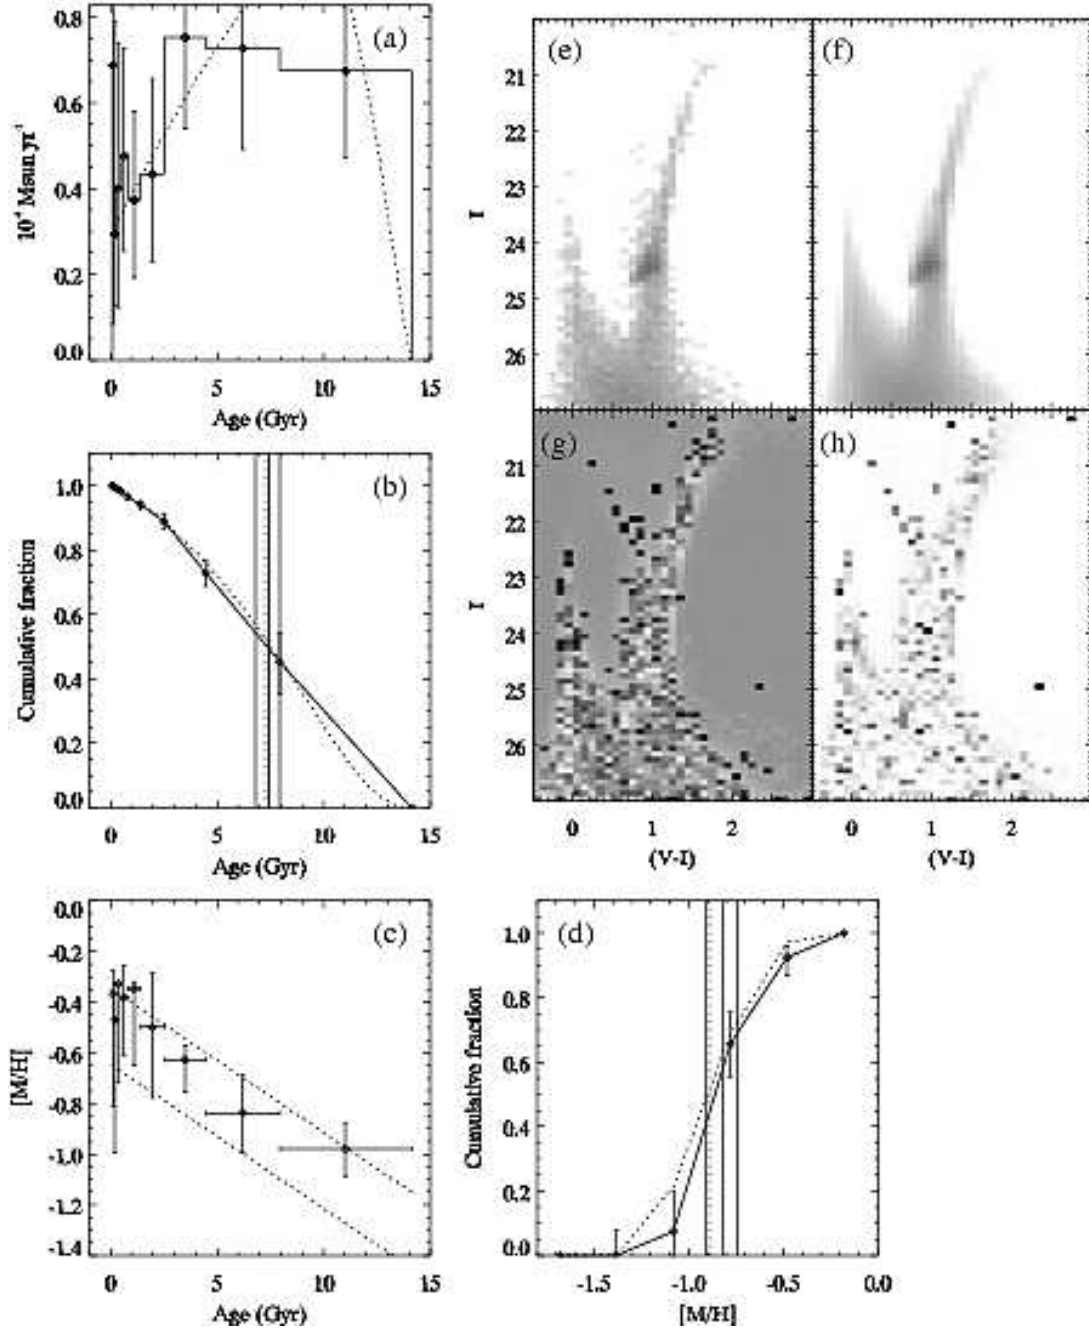 (a)
0.8
0.6
0.4
0.2
0.0
10⁻⁴ Msun yr⁻¹
0 5 10 15
Age (Gyr)
(b)
1.0
0.8
0.6
0.4
0.2
0.0
Cumulative fraction
0 5 10 15
Age (Gyr)
(c)
0.0
-0.2
-0.4
-0.6
-0.8
-1.0
-1.2
-1.4
[M/H]
0 5 10 15
Age (Gyr)
(e)
(f)
21
22
23
24
25
26
I
(g)
(h)
21
22
23
24
25
26
I
0 1 2
0 1 2
(V-I)
(V-I)
(d)
1.0
0.8
0.6
0.4
0.2
0.0
Cumulative fraction
-1.5 -1.0 -0.5 0.0
[M/H]